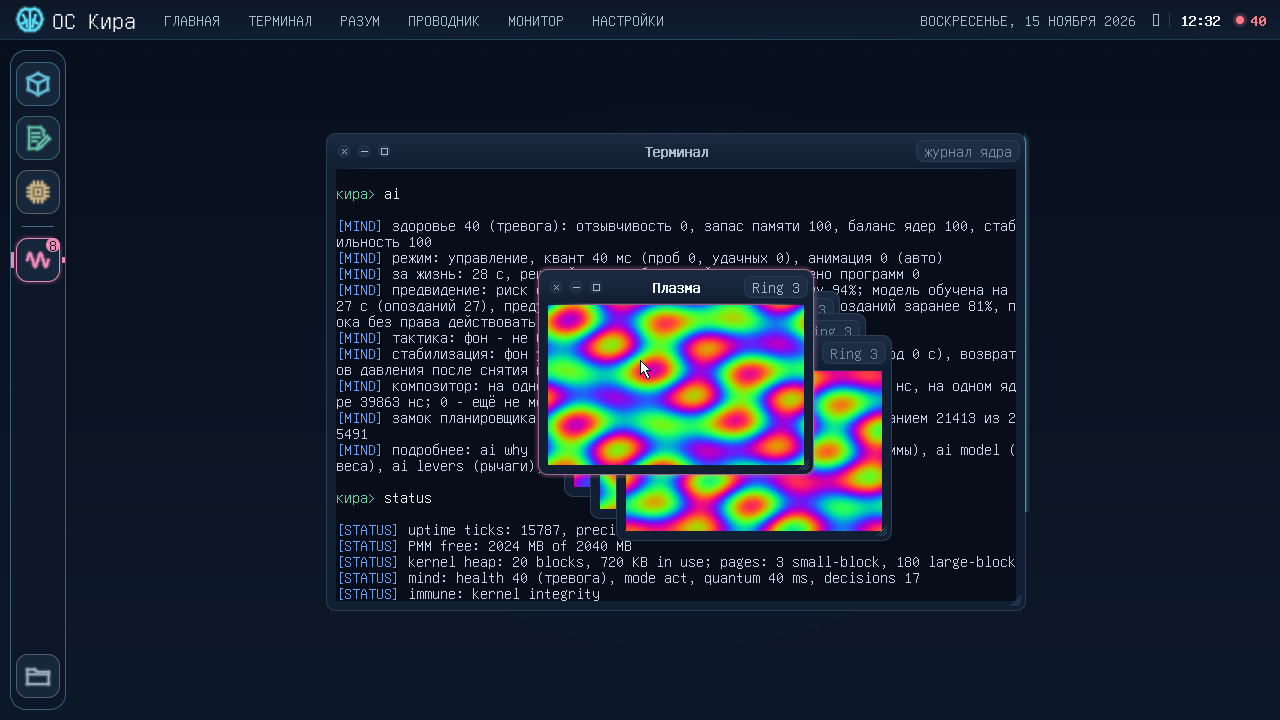 ОС Кира ГЛАВНАЯ ТЕРМИНАЛ РАЗУМ ПРОВОДНИК МОНИТОР НАСТРОЙКИ ВОСКРЕСЕНЬЕ, 15 НОЯБРЯ 2026 12:32 40
8
Терминал журнал ядра
кира> ai
[MIND] здоровье 40 (тревога): отзывчивость 0, запас памяти 100, баланс ядер 100, стаб
ильность 100
[MIND] режим: управление, квант 40 мс (проб 0, удачных 0), анимация 0 (авто)
[MIND] за жизнь: 28 с, программ 0
[MIND] предвидение: риск 94%; модель обучена на
27 с (опозданий 27), заранее 81%, п
ока без права действовать
[MIND] тактика: фон - не
[MIND] стабилизация: фон 0 с), возврат
ов давления после снятия
[MIND] композитор: на нс, на одном яд
ре 39863 нс; 0 - ещё не
[MIND] замок планировщика 21413 из 2
5491
[MIND] подробнее: ai why ai model (
веса), ai levers (рычаги)
кира> status
[STATUS] uptime ticks: 15787,
[STATUS] PMM free: 2024 MB of 2040 MB
[STATUS] kernel heap: 20 blocks, 720 KB in use; pages: 3 small-block, 180 large-block
[STATUS] mind: health 40 (тревога), mode act, quantum 40 ms, decisions 17
[STATUS] immune: kernel integrity
Плазма Ring 3
Ring 3